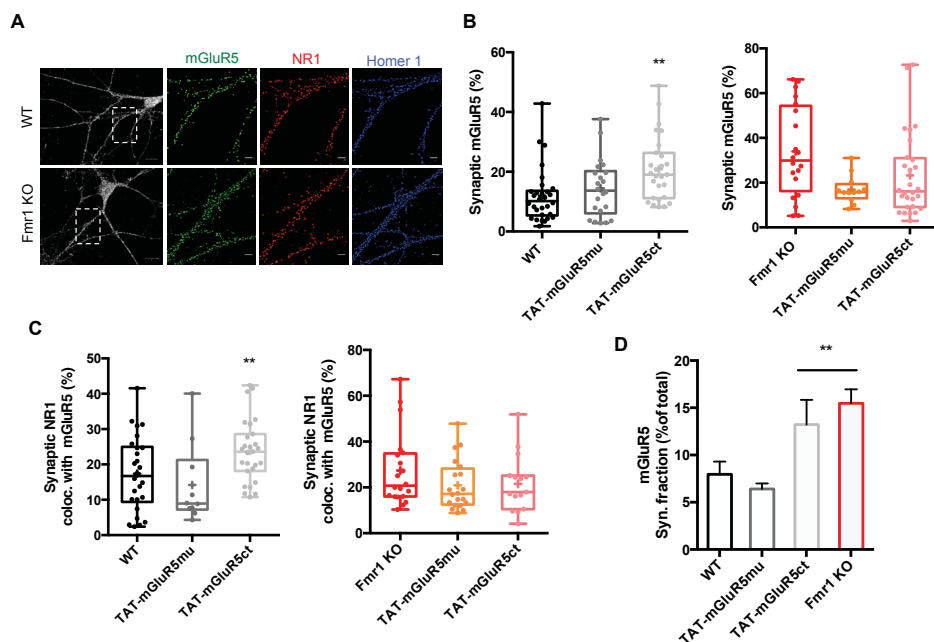 A
mGluR5
NR1
Homer 1
WT
Fmr1 KO
B
Synaptic mGluR5 (%)
60
40
20
0
**
WT
TAT-mGluR5mu
TAT-mGluR5ct
Synaptic mGluR5 (%)
80
60
40
20
0
Fmr1 KO
TAT-mGluR5mu
TAT-mGluR5ct
C
Synaptic NR1
coloc. with mGluR5 (%)
50
40
30
20
10
0
**
WT
TAT-mGluR5mu
TAT-mGluR5ct
Synaptic NR1
coloc. with mGluR5 (%)
80
60
40
20
0
Fmr1 KO
TAT-mGluR5mu
TAT-mGluR5ct
D
mGluR5
Syn. fraction (% of total)
20
15
10
5
0
**
WT
TAT-mGluR5mu
TAT-mGluR5ct
Fmr1 KO